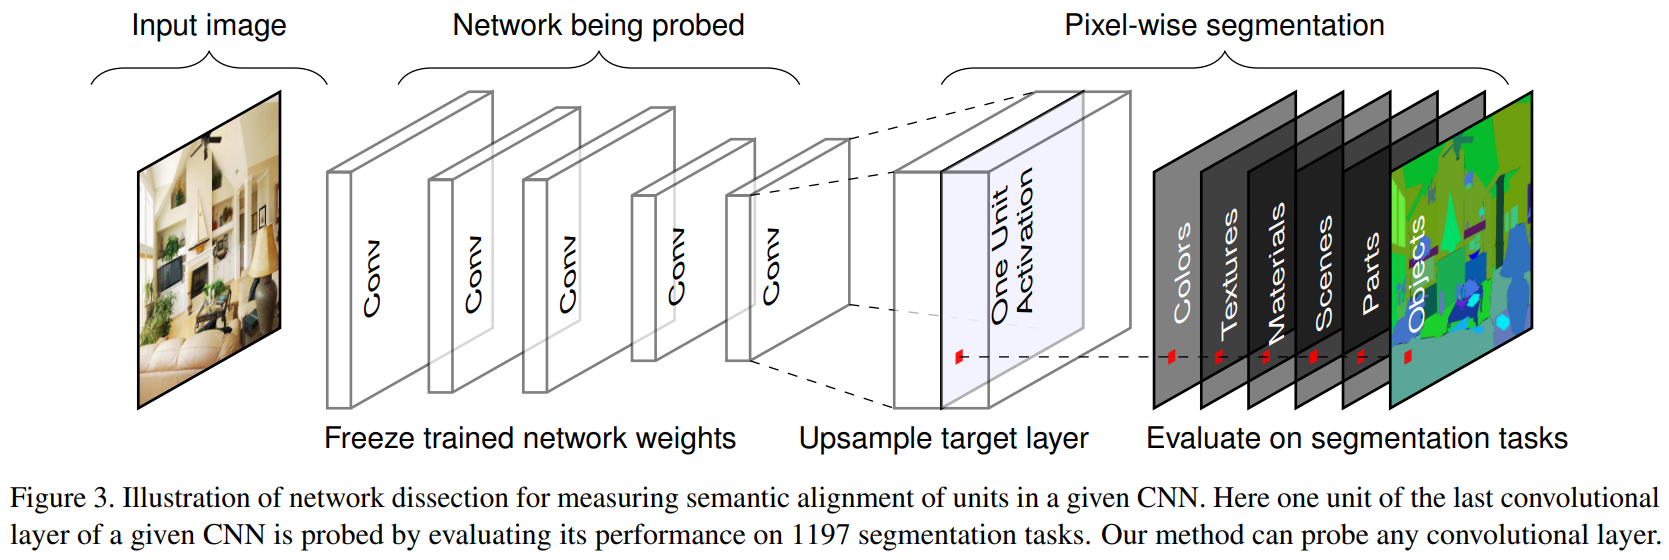 Input image
Network being probed
Pixel-wise segmentation
Conv
Conv
Conv
Conv
Conv
One Unit
Activation
Colors
Textures
Materials
Scenes
Parts
Objects
Freeze trained network weights
Upsample target layer
Evaluate on segmentation tasks
Figure 3. Illustration of network dissection for measuring semantic alignment of units in a given CNN. Here one unit of the last convolutional
layer of a given CNN is probed by evaluating its performance on 1197 segmentation tasks. Our method can probe any convolutional layer.